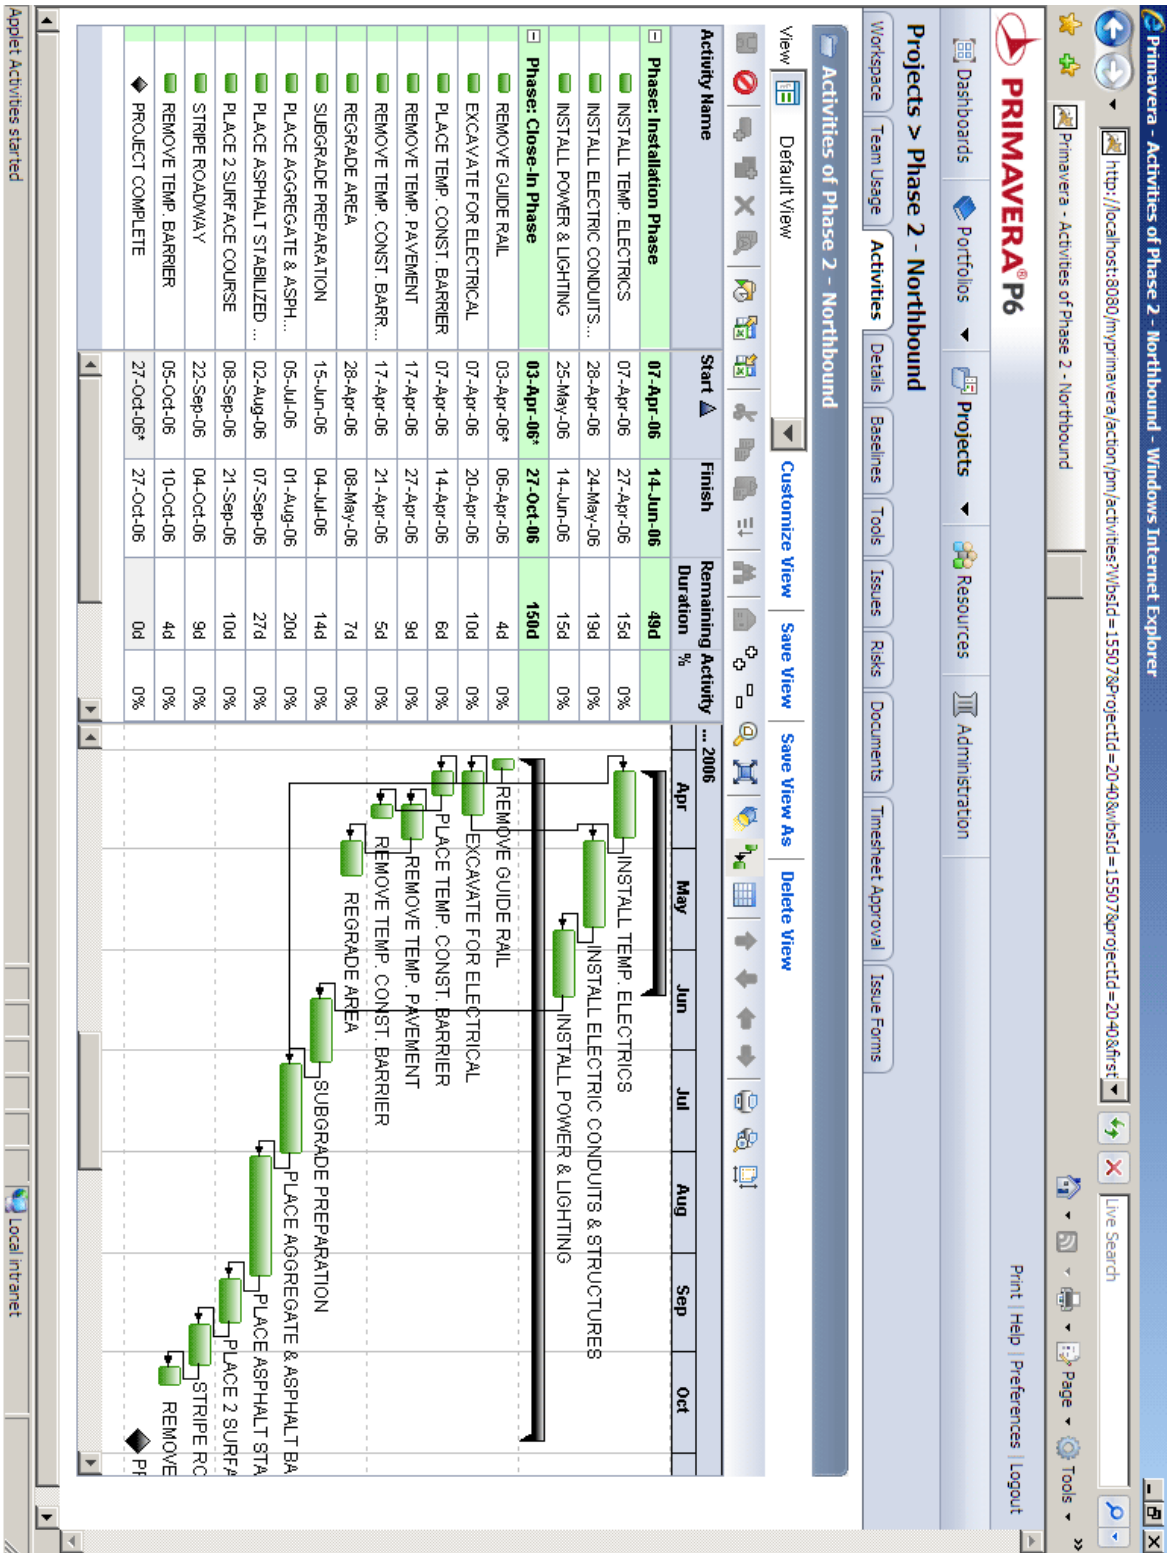 Primavera - Activities of Phase 2 - Northbound - Windows Internet Explorer
http://localhost:8080/myprimavera/action/pm/activities?WbsId=15507&ProjectId=2040&wbsId=15507&projectId=2040&first
Live Search
Primavera - Activities of Phase 2 - Northbound
Page Tools »
PRIMAVERA® P6
Print | Help | Preferences | Logout
Dashboards Portfolios Projects Resources Administration
Projects > Phase 2 - Northbound
Workspace Team Usage Activities Details Baselines Tools Issues Risks Documents Timesheet Approval Issue Forms
Activities of Phase 2 - Northbound
View Default View Customize View Save View Save View As Delete View
Activity Name Start Finish Remaining Duration Activity %
... 2006
Apr May Jun Jul Aug Sep Oct
Phase: Installation Phase 07-Apr-06 14-Jun-06 49d
INSTALL TEMP. ELECTRICS 07-Apr-06 27-Apr-06 15d 0% INSTALL TEMP. ELECTRICS
INSTALL ELECTRIC CONDUITS... 28-Apr-06 24-May-06 19d 0% INSTALL ELECTRIC CONDUITS & STRUCTURES
INSTALL POWER & LIGHTING 25-May-06 14-Jun-06 15d 0% INSTALL POWER & LIGHTING
Phase: Close-In Phase 03-Apr-06* 27-Oct-06 150d
REMOVE GUIDE RAIL 03-Apr-06* 06-Apr-06 4d 0% REMOVE GUIDE RAIL
EXCAVATE FOR ELECTRICAL 07-Apr-06 20-Apr-06 10d 0% EXCAVATE FOR ELECTRICAL
PLACE TEMP. CONST. BARRIER 07-Apr-06 14-Apr-06 6d 0% PLACE TEMP. CONST. BARRIER
REMOVE TEMP. PAVEMENT 17-Apr-06 27-Apr-06 9d 0% REMOVE TEMP. PAVEMENT
REMOVE TEMP. CONST. BARR... 17-Apr-06 21-Apr-06 5d 0% REMOVE TEMP. CONST. BARRIER
REGRADE AREA 28-Apr-06 08-May-06 7d 0% REGRADE AREA
SUBGRADE PREPARATION 15-Jun-06 04-Jul-06 14d 0% SUBGRADE PREPARATION
PLACE AGGREGATE & ASPH... 05-Jul-06 01-Aug-06 20d 0% PLACE AGGREGATE & ASPHALT BA
PLACE ASPHALT STABILIZED ... 02-Aug-06 07-Sep-06 27d 0% PLACE ASPHALT STA
PLACE 2 SURFACE COURSE 08-Sep-06 21-Sep-06 10d 0% PLACE 2 SURFA
STRIPE ROADWAY 22-Sep-06 04-Oct-06 9d 0% STRIPE RO
REMOVE TEMP. BARRIER 05-Oct-06 10-Oct-06 4d 0% REMOVE
PROJECT COMPLETE 27-Oct-06* 27-Oct-06 0d 0% PF
Applet Activities started
Local intranet